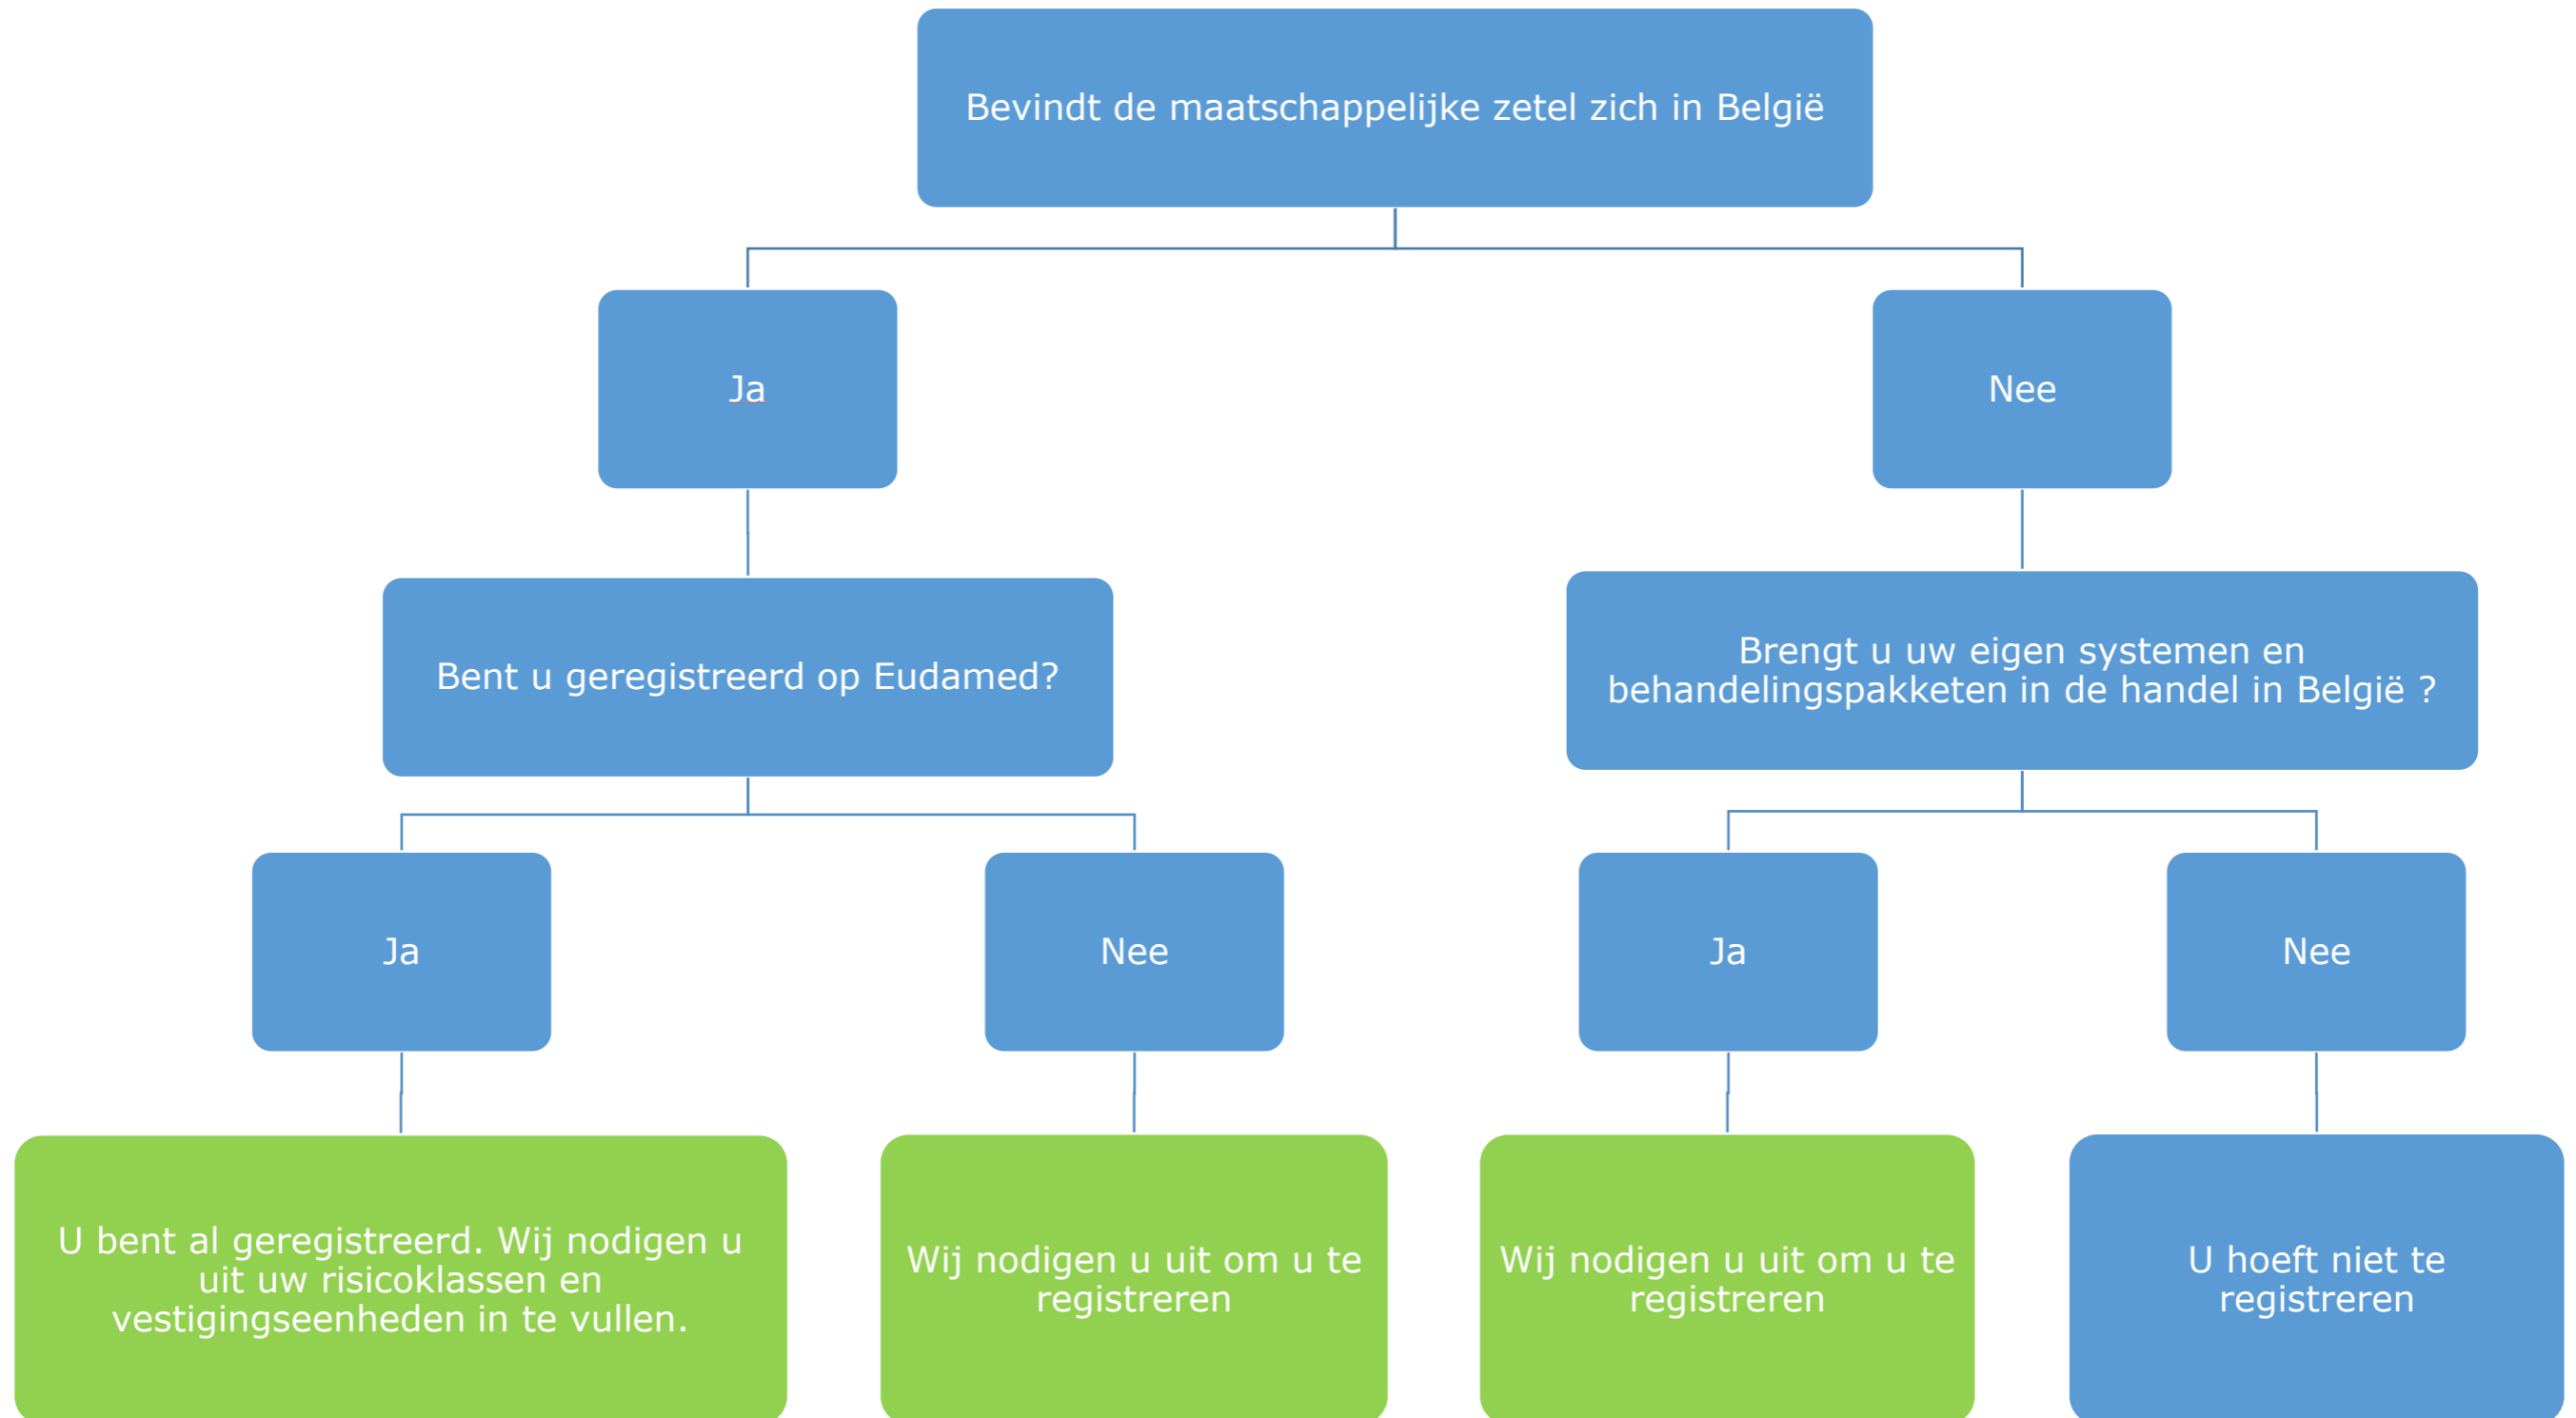 Bevindt de maatschappelijke zetel zich in België
Ja
Nee
Bent u geregistreerd op Eudamed?
Brengt u uw eigen systemen en
behandelingspakketen in de handel in België ?
Ja
Nee
Ja
Nee
U bent al geregistreerd. Wij nodigen u
uit uw risicoklassen en
vestigingseenheden in te vullen.
Wij nodigen u uit om u te
registreren
Wij nodigen u uit om u te
registreren
U hoeft niet te
registreren